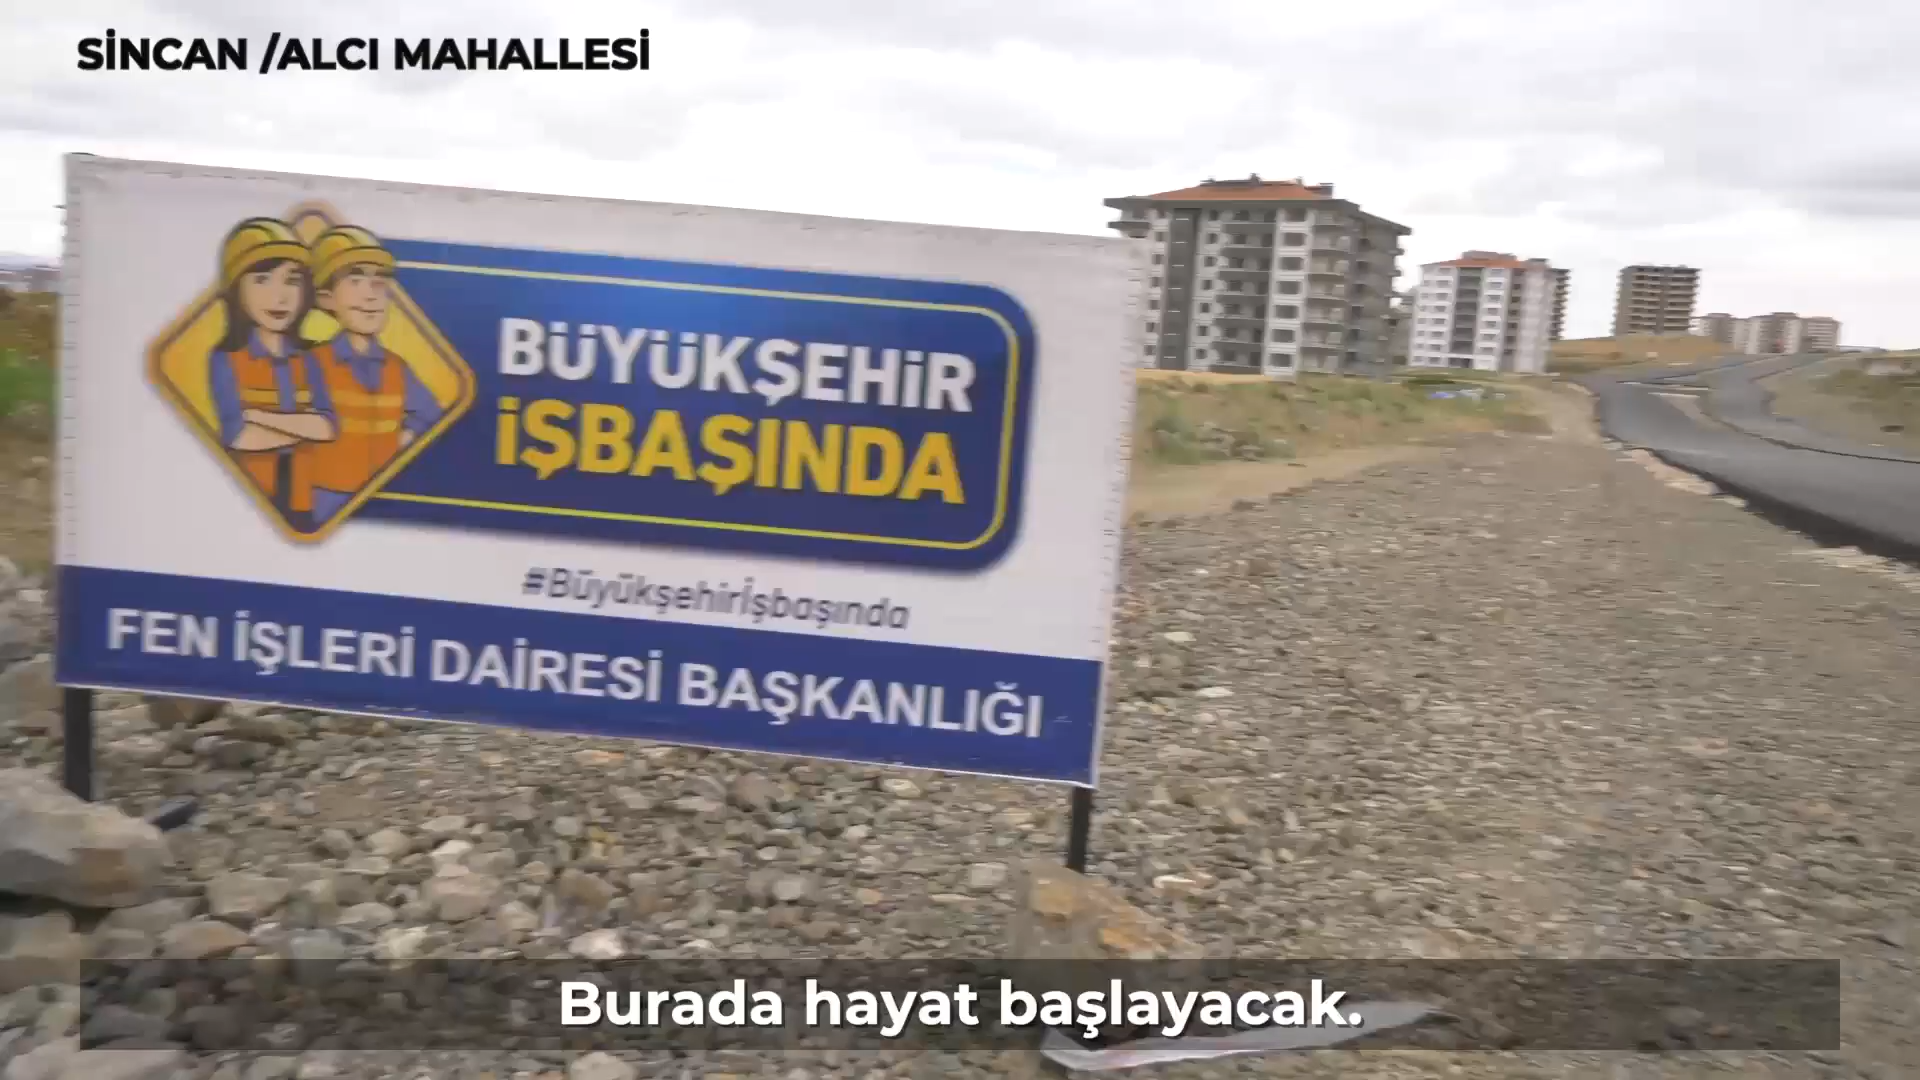 SİNCAN /ALCI MAHALLESİ
BÜYÜKŞEHİR
İŞBAŞINDA
#Büyükşehirİşbaşında
FEN İŞLERİ DAİRESİ BAŞKANLIĞI
Burada hayat başlayacak.